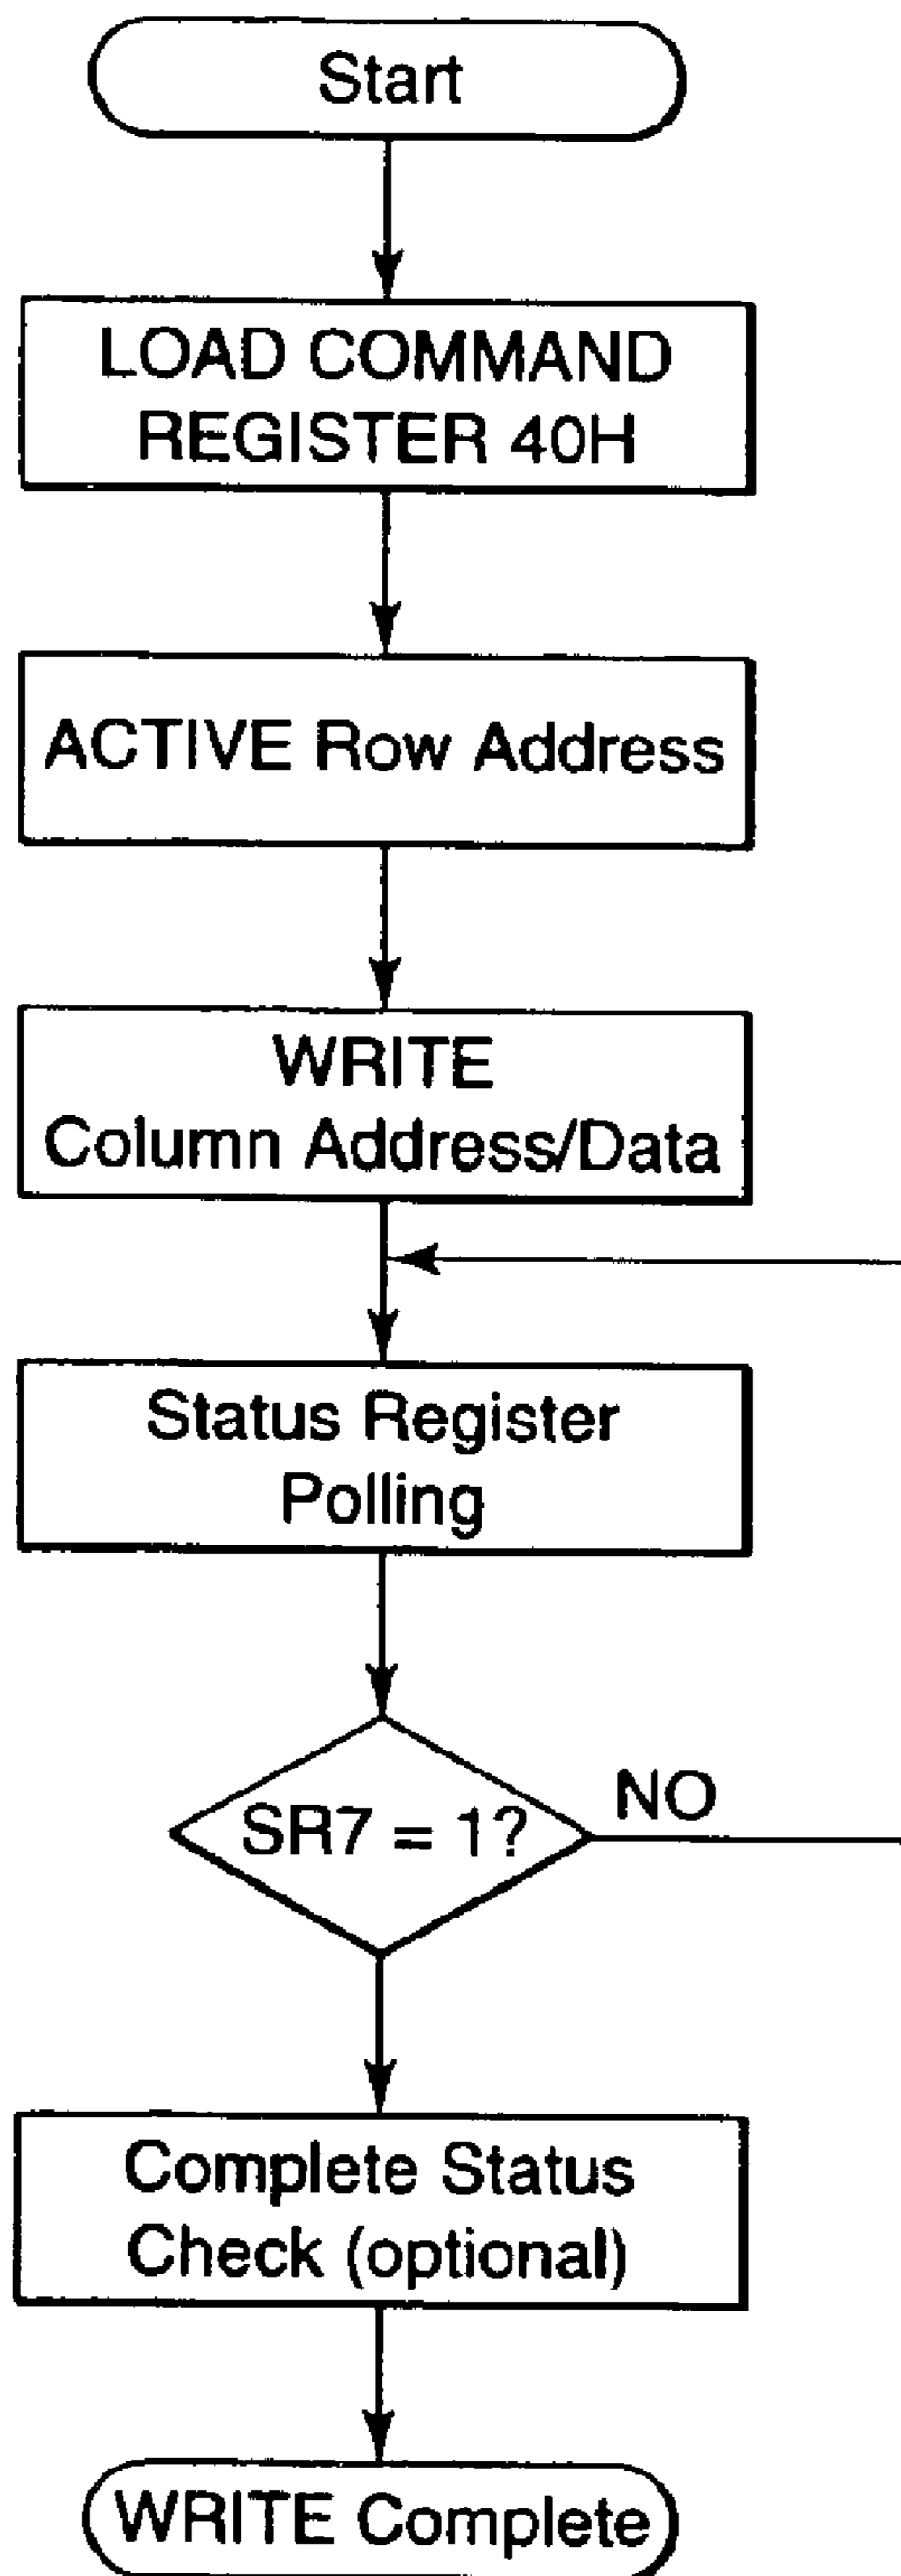 Start
LOAD COMMAND
REGISTER 40H
ACTIVE Row Address
WRITE
Column Address/Data
Status Register
Polling
SR7 = 1?
NO
Complete Status
Check (optional)
WRITE Complete